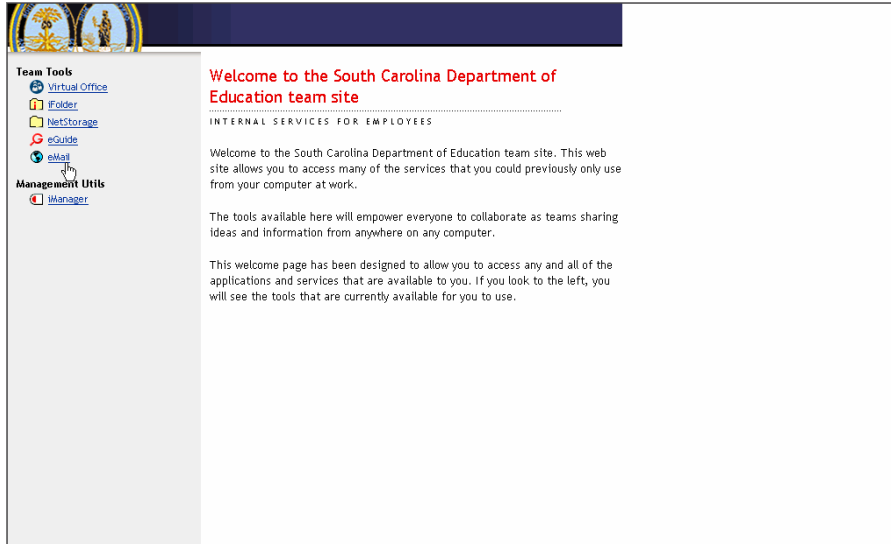 Team Tools
Virtual Office
iFolder
NetStorage
eGuide
eMail
Management Utils
iManager
Welcome to the South Carolina Department of
Education team site
INTERNAL SERVICES FOR EMPLOYEES
Welcome to the South Carolina Department of Education team site. This web
site allows you to access many of the services that you could previously only use
from your computer at work.
The tools available here will empower everyone to collaborate as teams sharing
ideas and information from anywhere on any computer.
This welcome page has been designed to allow you to access any and all of the
applications and services that are available to you. If you look to the left, you
will see the tools that are currently available for you to use.